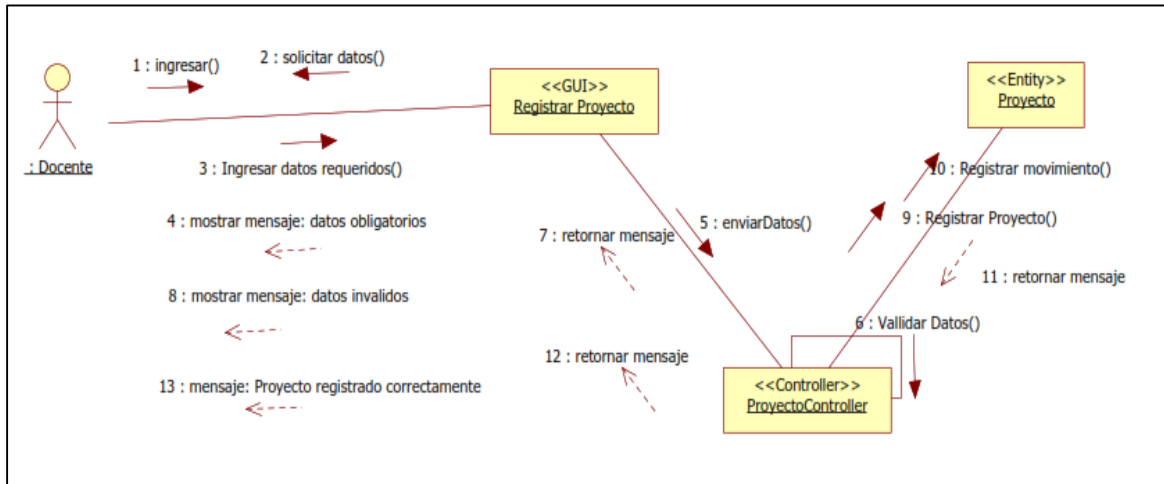 1 : ingresar()
2 : solicitar datos()
<<GUI>>
Registrar Proyecto
<<Entity>>
Proyecto
: Docente
3 : Ingresar datos requeridos()
10 : Registrar movimiento()
4 : mostrar mensaje: datos obligatorios
5 : enviarDatos()
9 : Registrar Proyecto()
7 : retornar mensaje
11 : retornar mensaje
8 : mostrar mensaje: datos invalidos
6 : Vallidar Datos()
12 : retornar mensaje
13 : mensaje: Proyecto registrado correctamente
<<Controller>>
ProyectoController